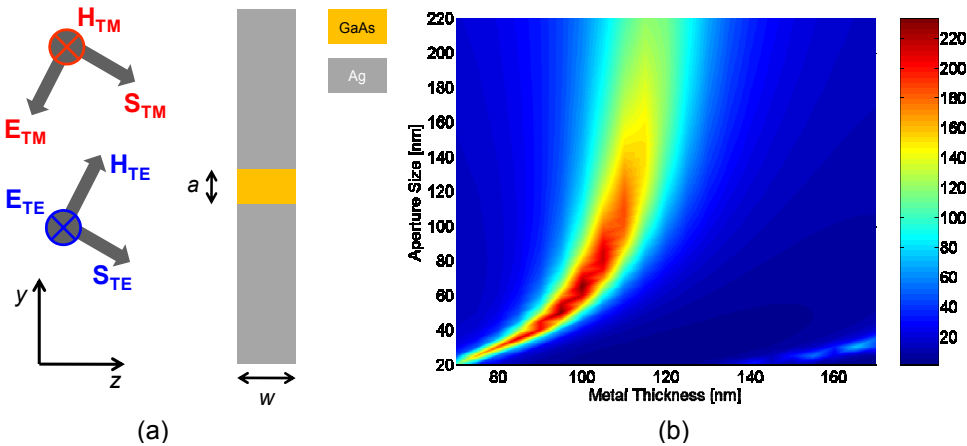 H_TM
S_TM
E_TM
H_TE
E_TE
S_TE
y
z
a
w
GaAs
Ag
(a)
220
200
180
160
140
120
100
80
60
40
20
Aperture Size [nm]
80
100
120
140
160
Metal Thickness [nm]
220
200
180
160
140
120
100
80
60
40
20
(b)